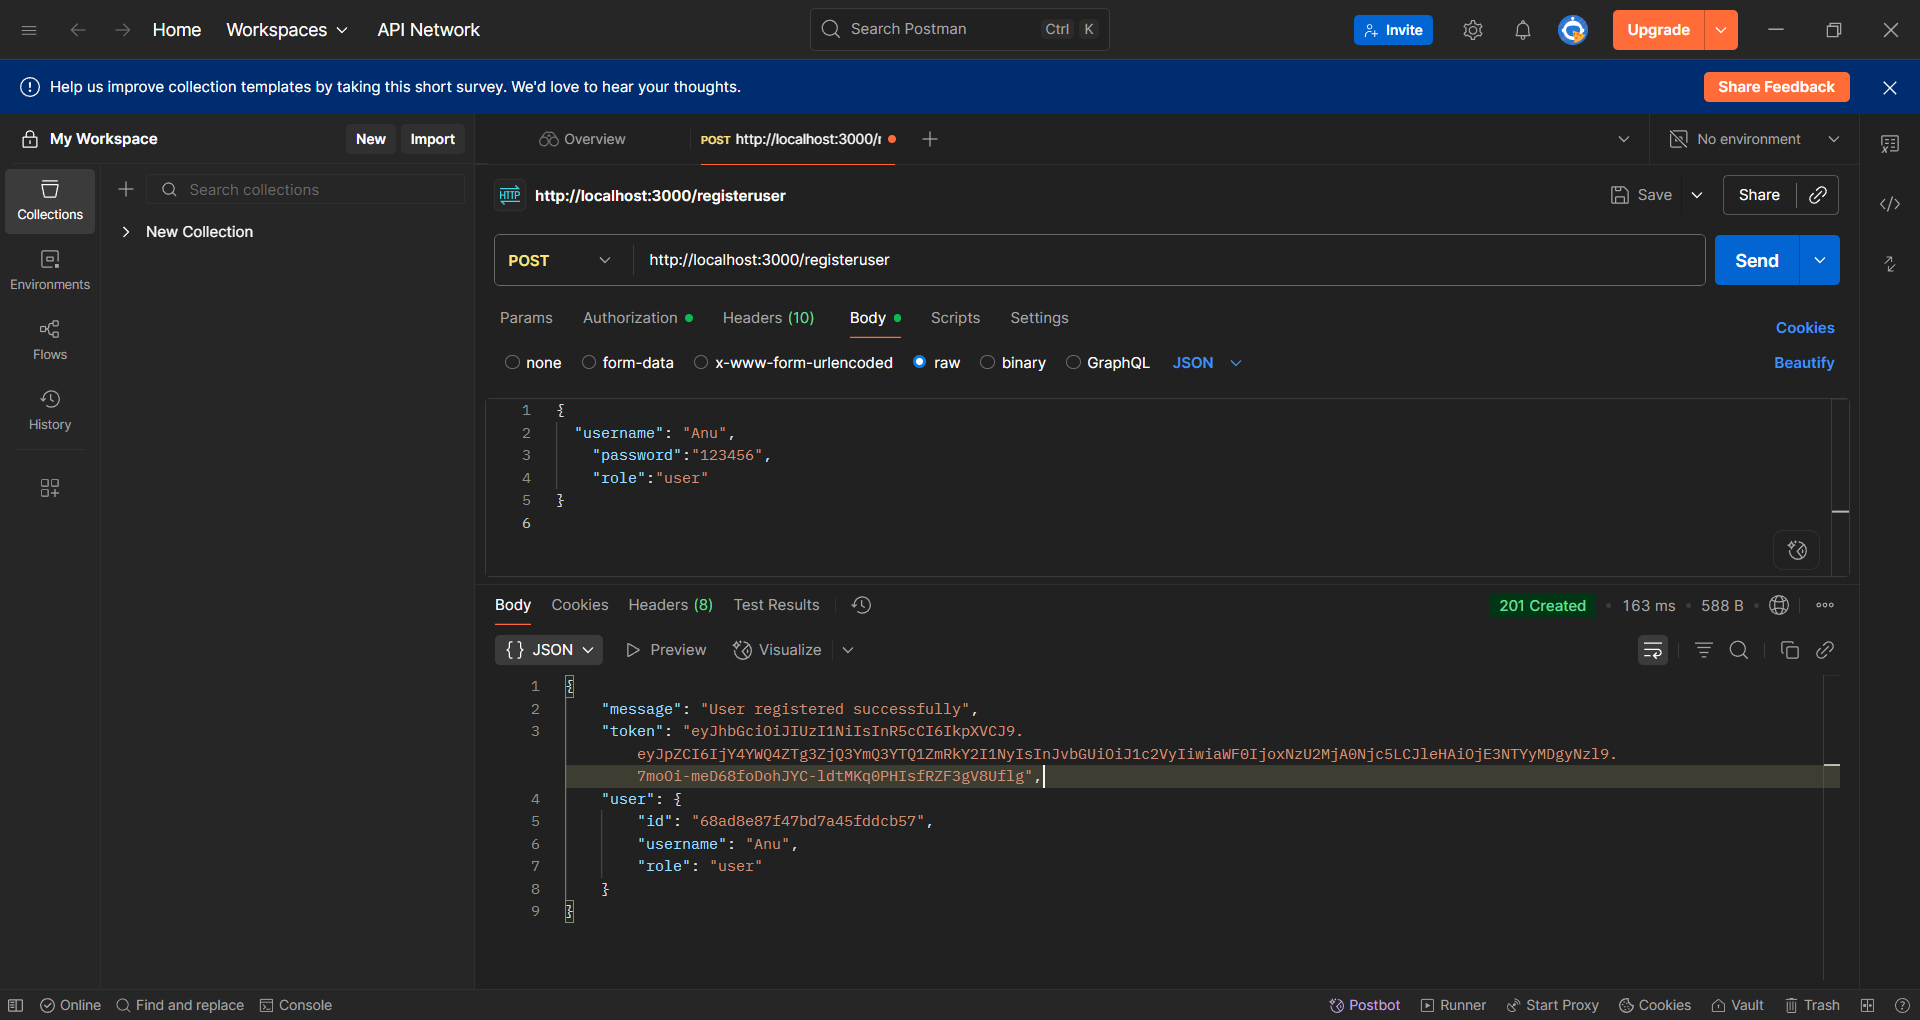 Home Workspaces API Network Search Postman Ctrl K Invite Upgrade
Help us improve collection templates by taking this short survey. We'd love to hear your thoughts. Share Feedback
My Workspace New Import Overview POST http://localhost:3000/r No environment
Collections Search collections HTTP http://localhost:3000/registeruser Save Share
New Collection
Environments POST http://localhost:3000/registeruser Send
Flows Params Authorization Headers (10) Body Scripts Settings Cookies
none form-data x-www-form-urlencoded raw binary GraphQL JSON Beautify
History
1 {
2 "username": "Anu",
3 "password":"123456",
4 "role":"user"
5 }
6
Body Cookies Headers (8) Test Results 201 Created 163 ms 588 B
{} JSON Preview Visualize
1 {
2 "message": "User registered successfully",
3 "token": "eyJhbGciOiJIUzI1NiIsInR5cCI6IkpXVCJ9.
eyJpZCI6IjY4YWQ4ZTg3ZjQ3YmQ3YTQ1ZmRkY2I1NyIsInJvbGUiOiJ1c2VyIiwiaWF0IjoxNzU2MjA0Njc5LCJleHAiOjE3NTYyMDgyNzl9.
7moOi-meD68foDohJYC-ldtMKq0PHIsfRZF3gV8Uflg",
4 "user": {
5 "id": "68ad8e87f47bd7a45fddcb57",
6 "username": "Anu",
7 "role": "user"
8 }
9 }
Online Find and replace Console Postbot Runner Start Proxy Cookies Vault Trash